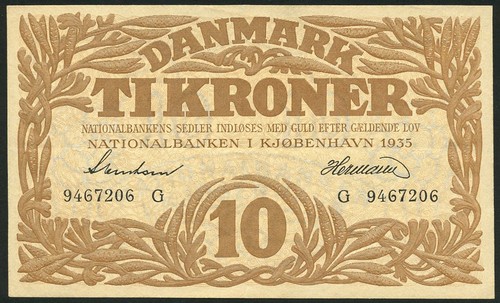 DANMARK
TI KRONER
NATIONALBANKENS SEDLER INDLØSES MED GULD EFTER GÆLDENDE LOV
NATIONALBANKEN I KJØBENHAVN 1935
9467206 G G 9467206
10